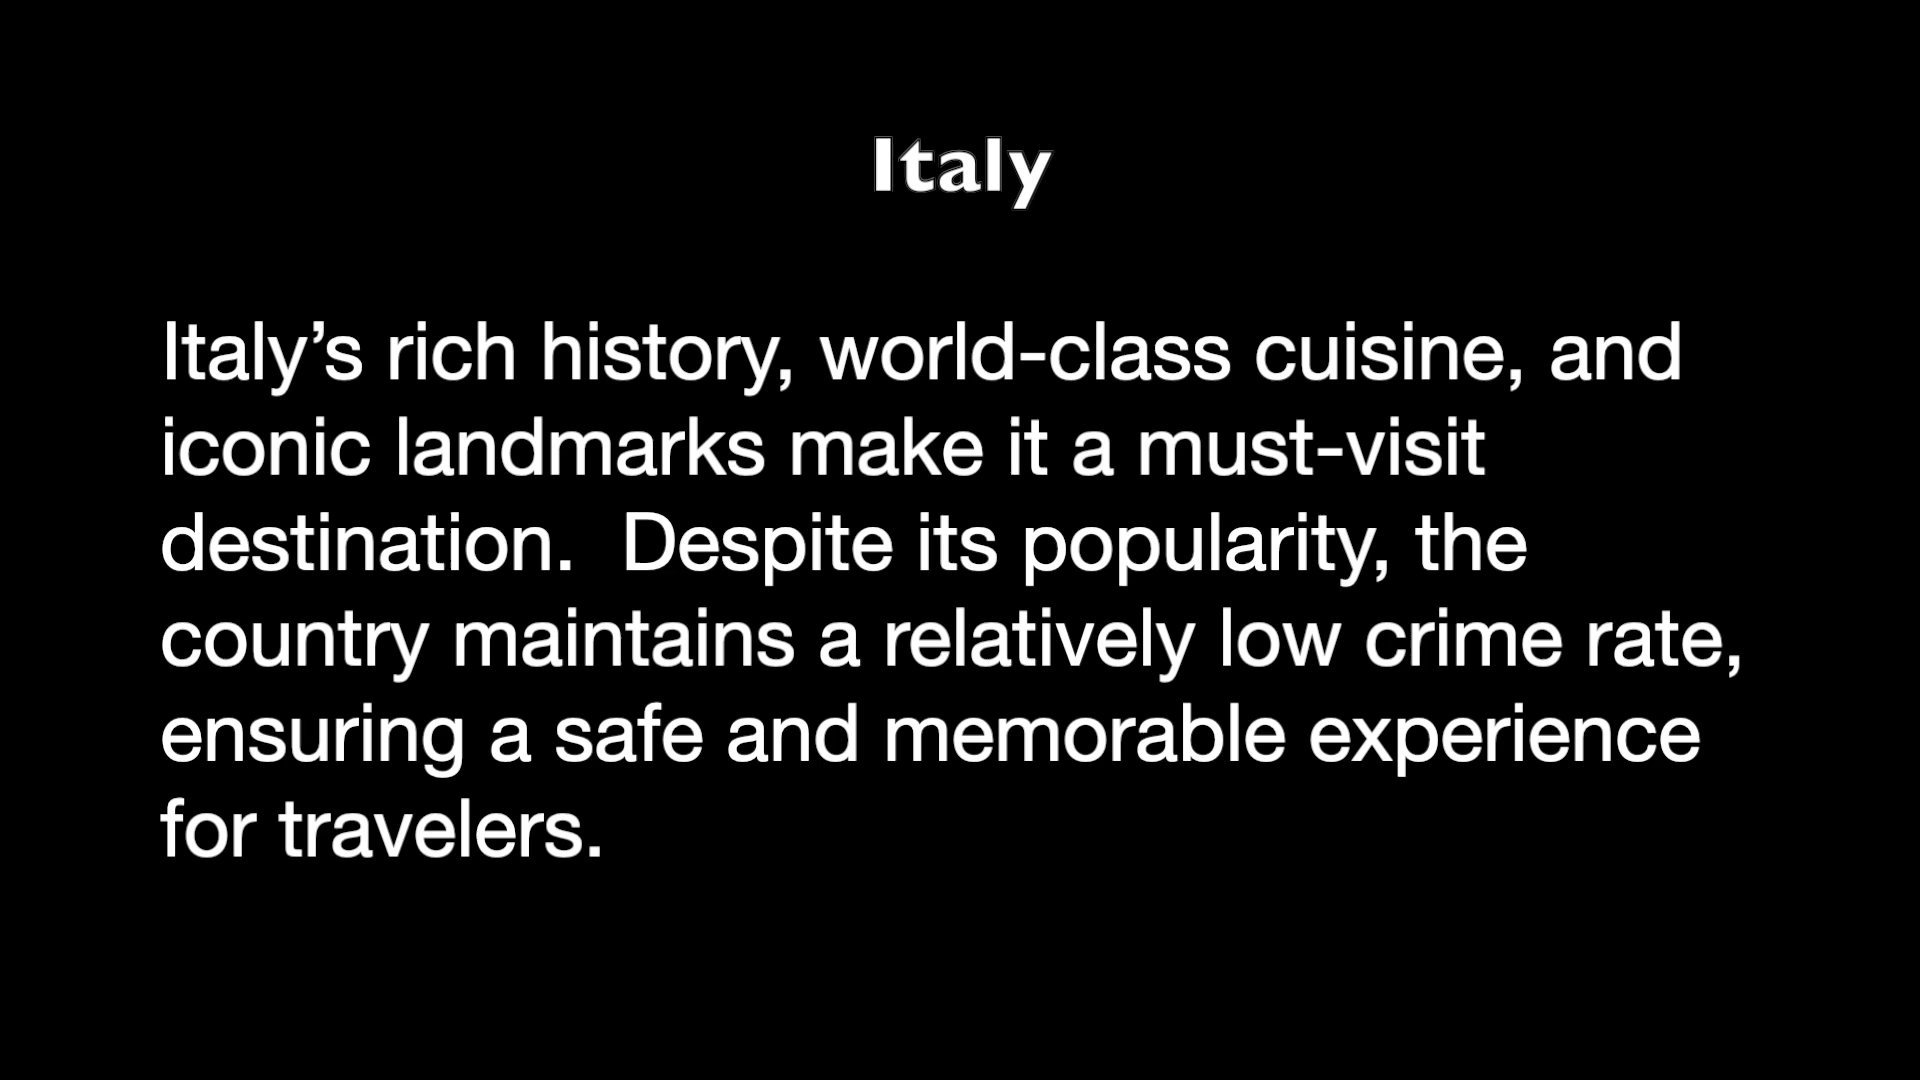 Italy
Italy’s rich history, world-class cuisine, and
iconic landmarks make it a must-visit
destination.  Despite its popularity, the
country maintains a relatively low crime rate,
ensuring a safe and memorable experience
for travelers.